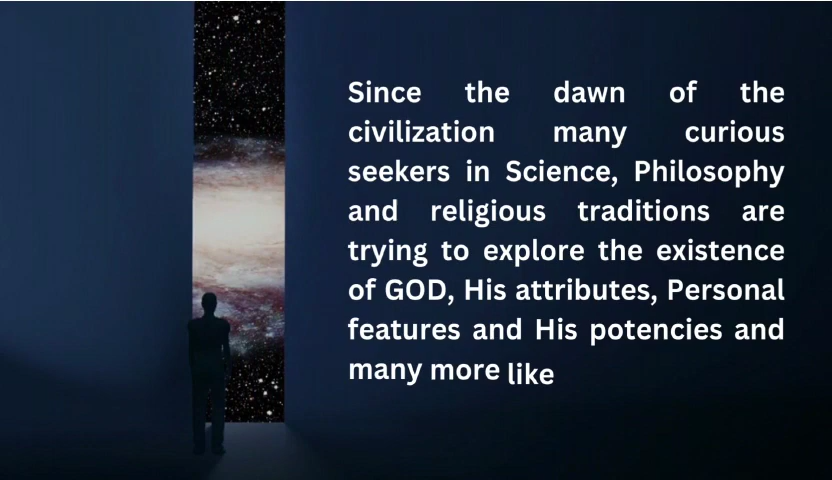 Since the dawn of the
civilization many curious
seekers in Science, Philosophy
and religious traditions are
trying to explore the existence
of GOD, His attributes, Personal
features and His potencies and
many more like